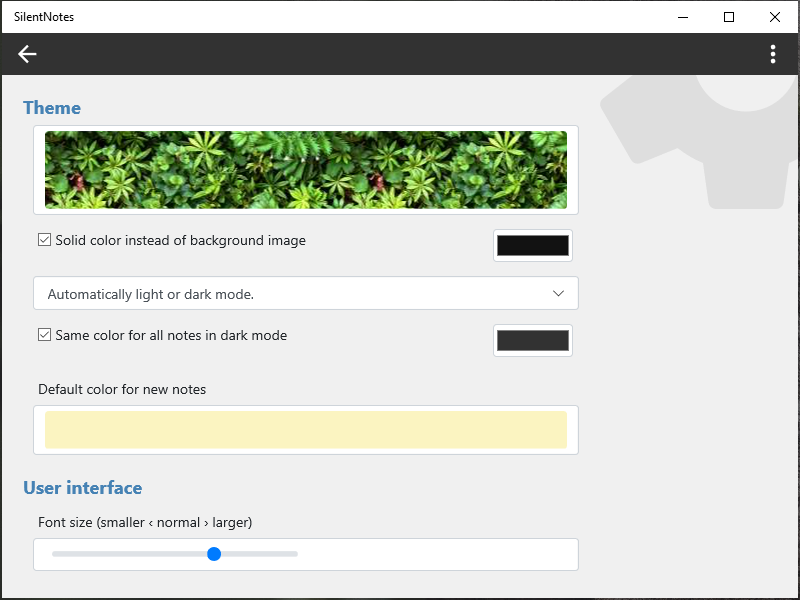 SilentNotes
Theme
Solid color instead of background image
Automatically light or dark mode.
Same color for all notes in dark mode
Default color for new notes
User interface
Font size (smaller ‹ normal › larger)